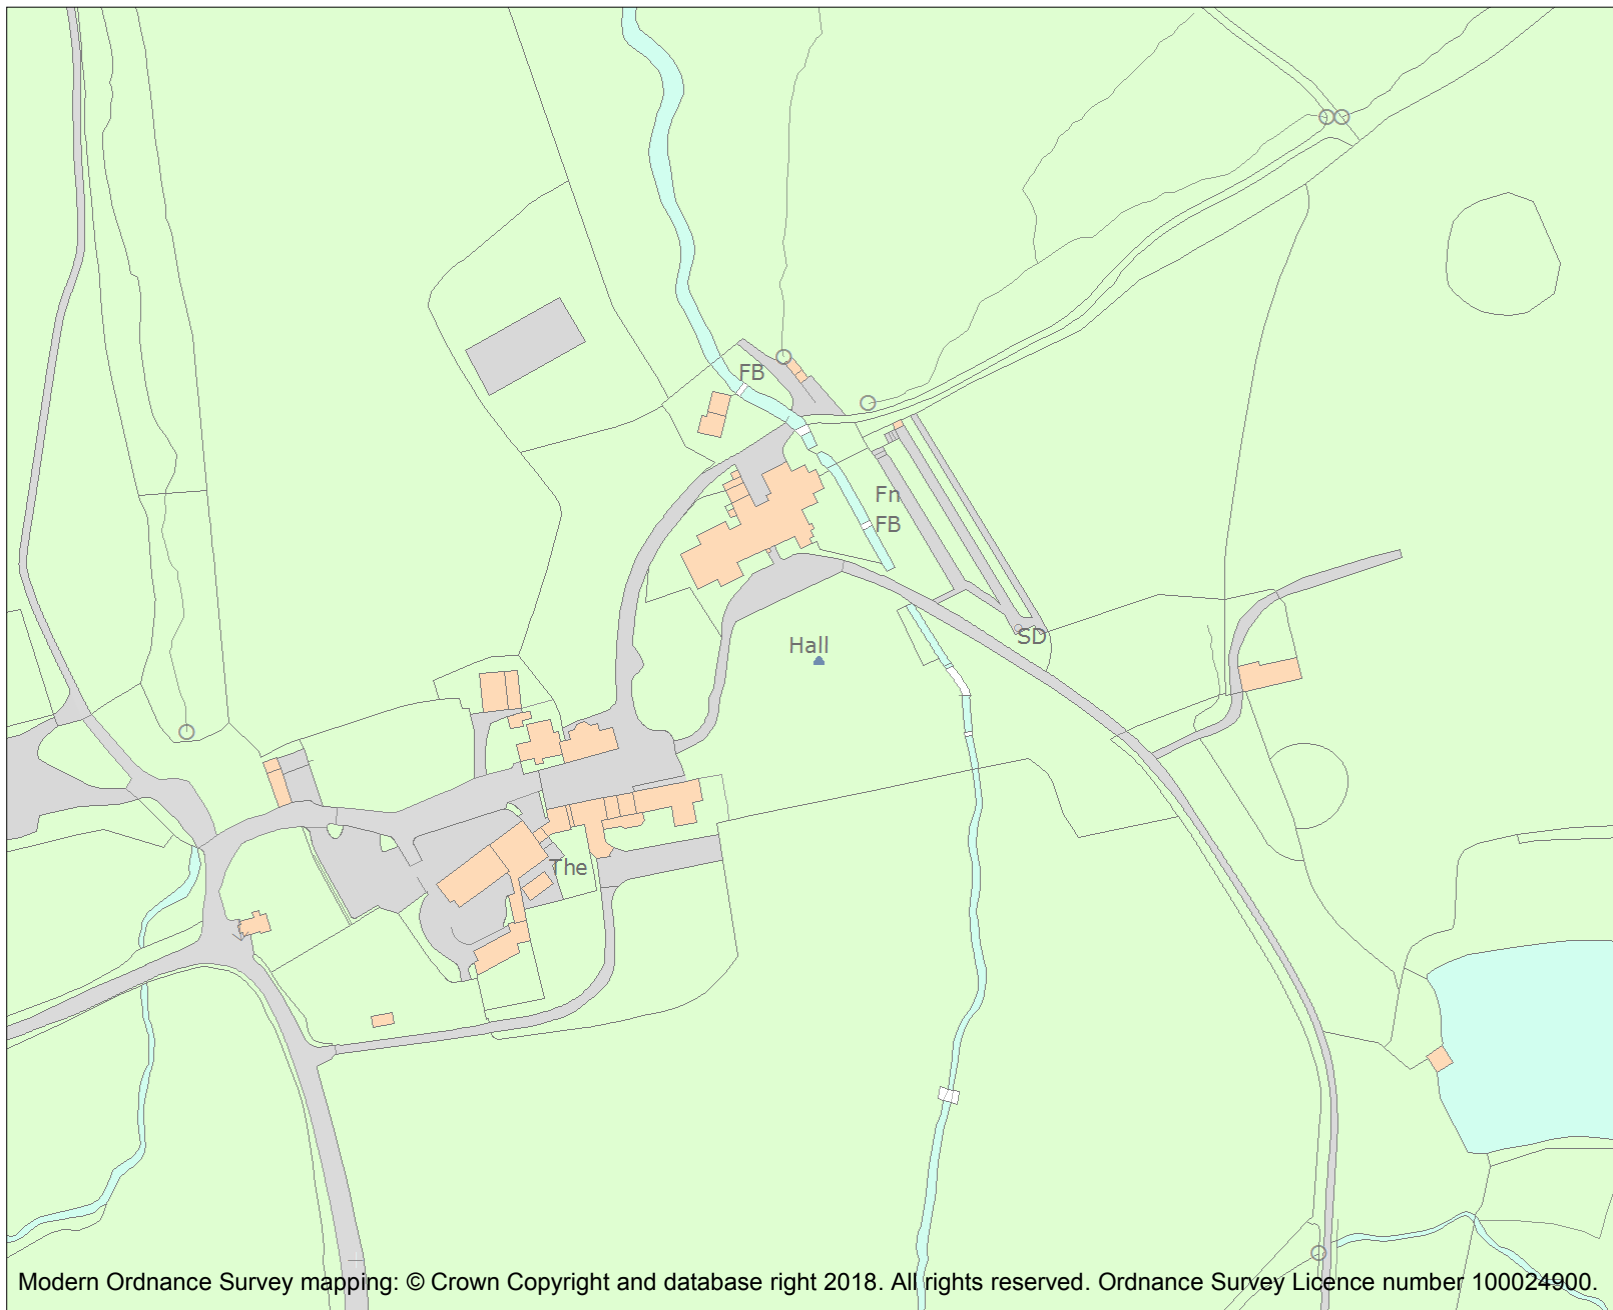 FB
Fn
FB
SD
Hall
The
Modern Ordnance Survey mapping: © Crown Copyright and database right 2018. All rights reserved. Ordnance Survey Licence number 100024900.